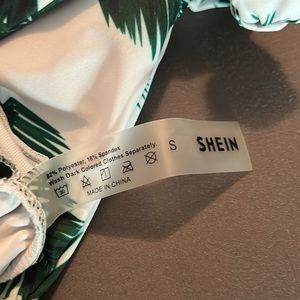 82% Polyester, 18% Spandex
Wash Dark Colored Clothes Separately.
MADE IN CHINA
S
SHEIN